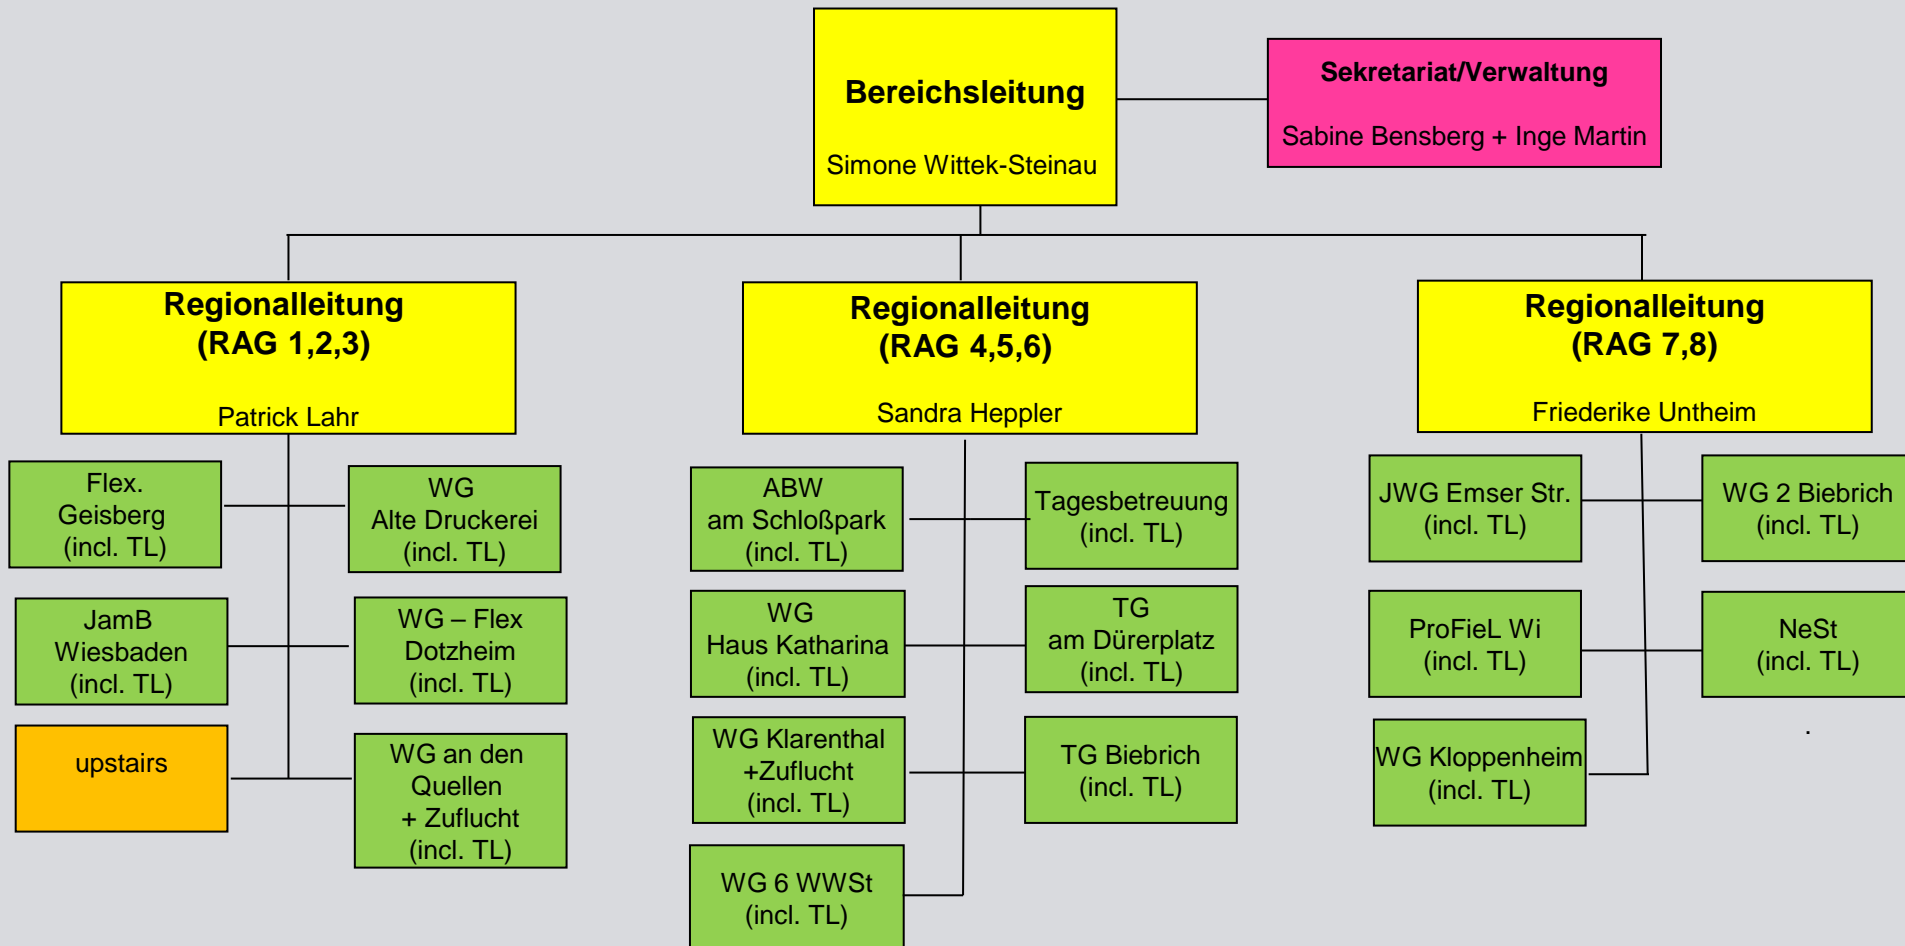 Bereichsleitung
Simone Wittek-Steinau
Sekretariat/Verwaltung
Sabine Bensberg + Inge Martin
Regionalleitung
(RAG 1,2,3)
Patrick Lahr
Regionalleitung
(RAG 4,5,6)
Sandra Heppler
Regionalleitung
(RAG 7,8)
Friederike Untheim
Flex.
Geisberg
(incl. TL)
WG
Alte Druckerei
(incl. TL)
JamB
Wiesbaden
(incl. TL)
WG – Flex
Dotzheim
(incl. TL)
upstairs
WG an den
Quellen
+ Zuflucht
(incl. TL)
ABW
am Schloßpark
(incl. TL)
Tagesbetreuung
(incl. TL)
WG
Haus Katharina
(incl. TL)
TG
am Dürerplatz
(incl. TL)
WG Klarenthal
+Zuflucht
(incl. TL)
TG Biebrich
(incl. TL)
WG 6 WWSt
(incl. TL)
JWG Emser Str.
(incl. TL)
WG 2 Biebrich
(incl. TL)
ProFieL Wi
(incl. TL)
NeSt
(incl. TL)
.
WG Kloppenheim
(incl. TL)